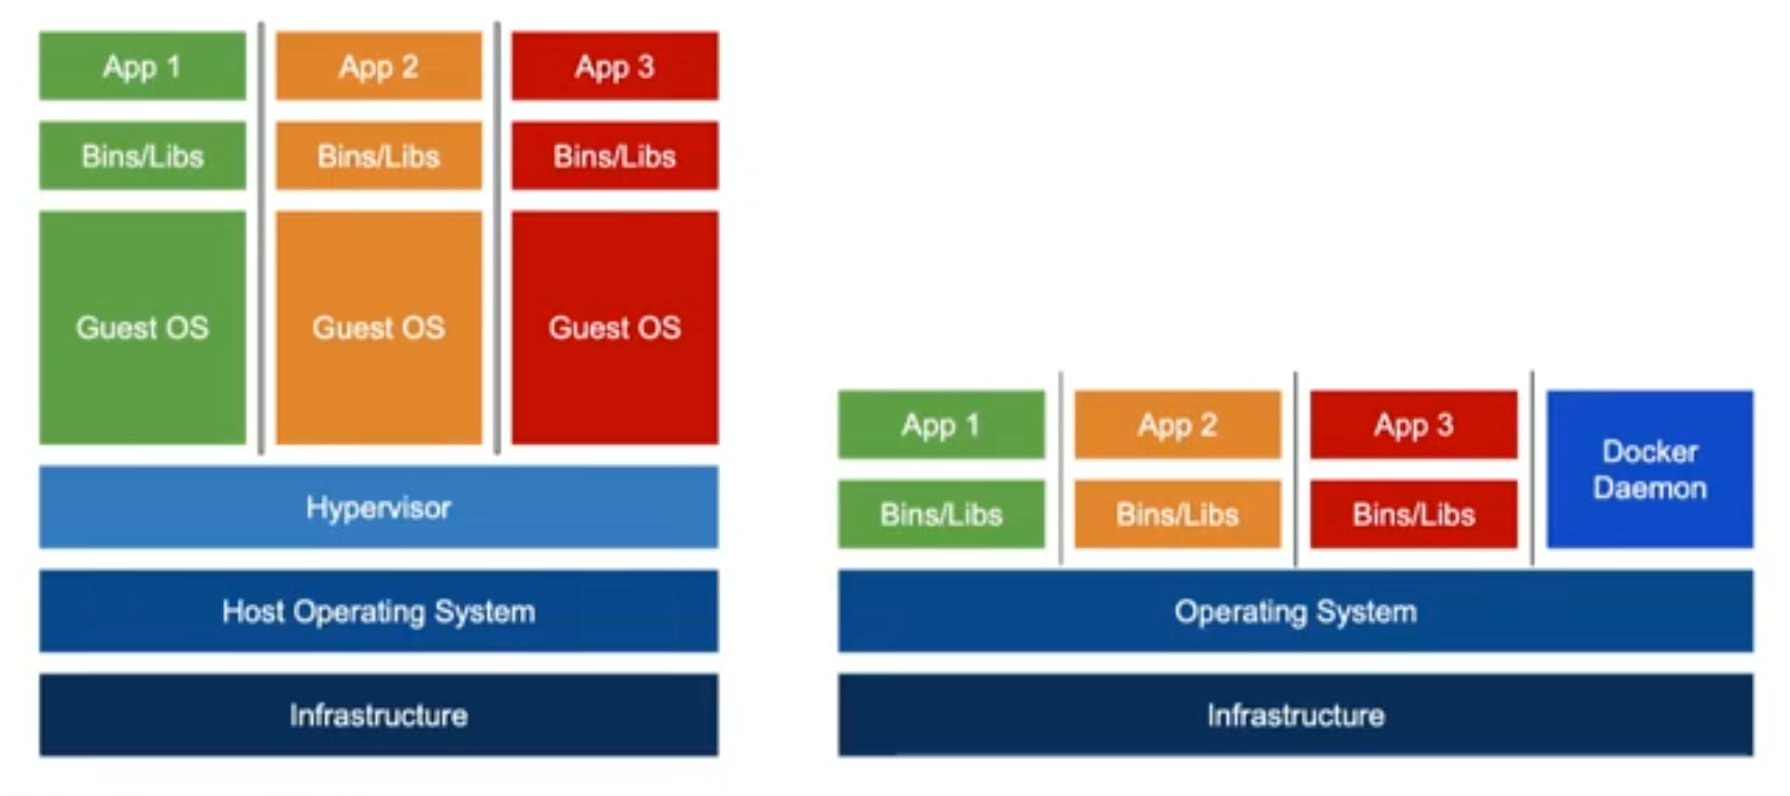 App 1
App 2
App 3
Bins/Libs
Bins/Libs
Bins/Libs
Guest OS
Guest OS
Guest OS
Hypervisor
Host Operating System
Infrastructure
App 1
App 2
App 3
Docker
Daemon
Bins/Libs
Bins/Libs
Bins/Libs
Operating System
Infrastructure